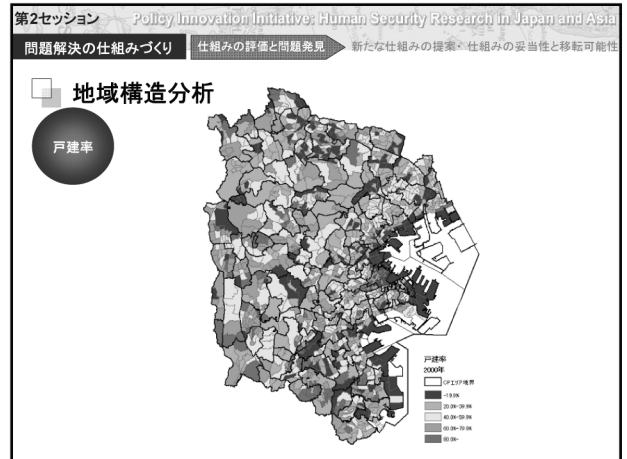 第2セッション
Policy Innovation Initiative: Human Security Research in Japan and Asia
問題解決の仕組みづくり
仕組みの評価と問題発見
新たな仕組みの提案・仕組みの妥当性と移転可能性
地域構造分析
戸建率
戸建率
2000年
CPエリア境界
-19.9%
20.0%-39.9%
40.0%-59.9%
60.0%-79.9%
80.0%-